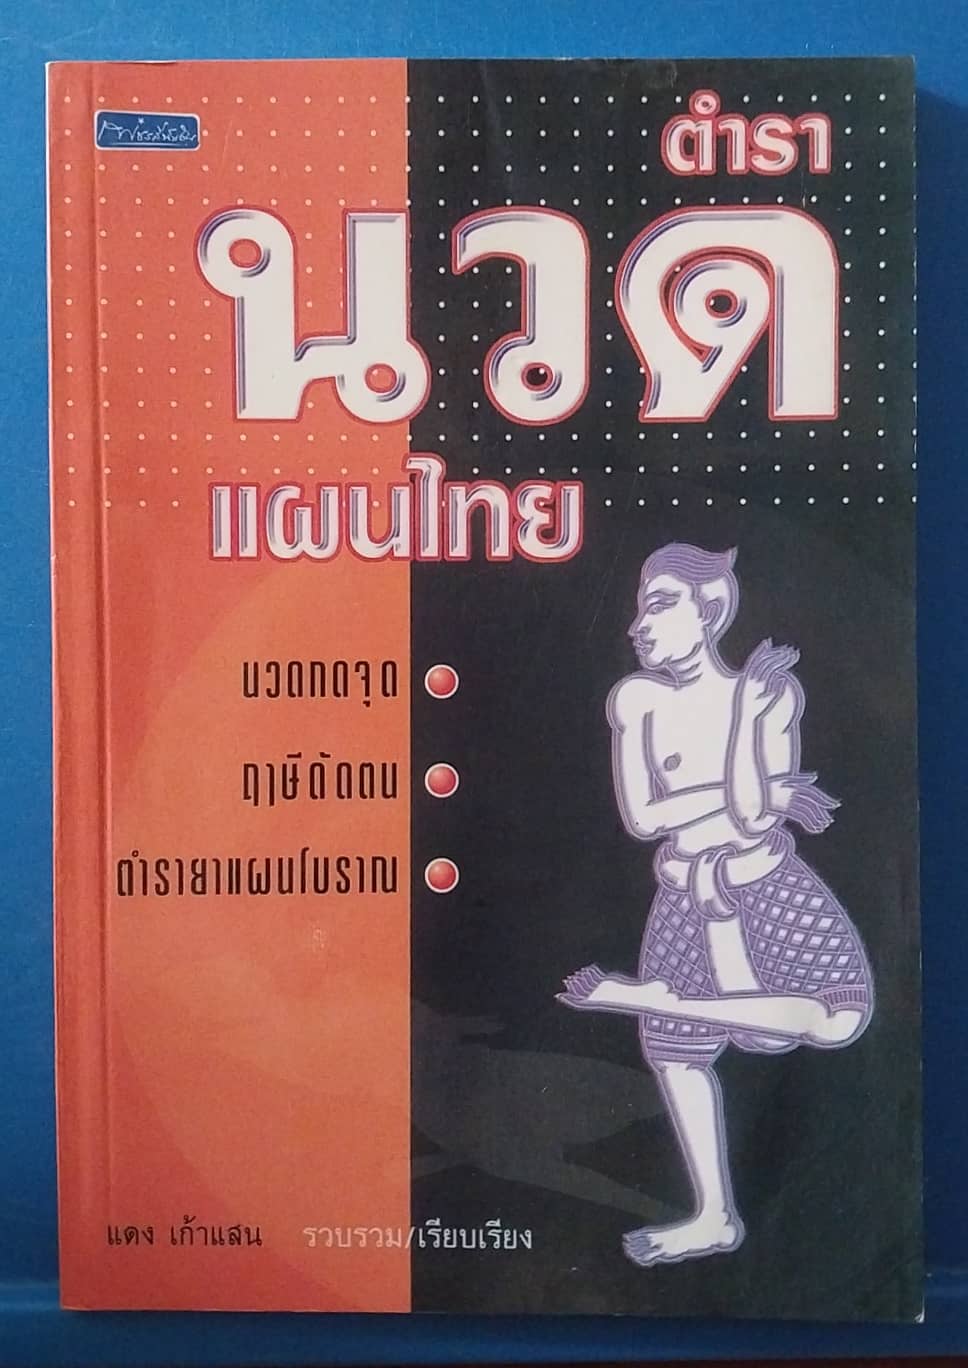 ตำรา
นวด
แผนไทย
นวดกดจุด
ฤาษีดัดตน
ตำรายาแผนโบราณ
แดง เก้าแสน รวบรวม/เรียบเรียง